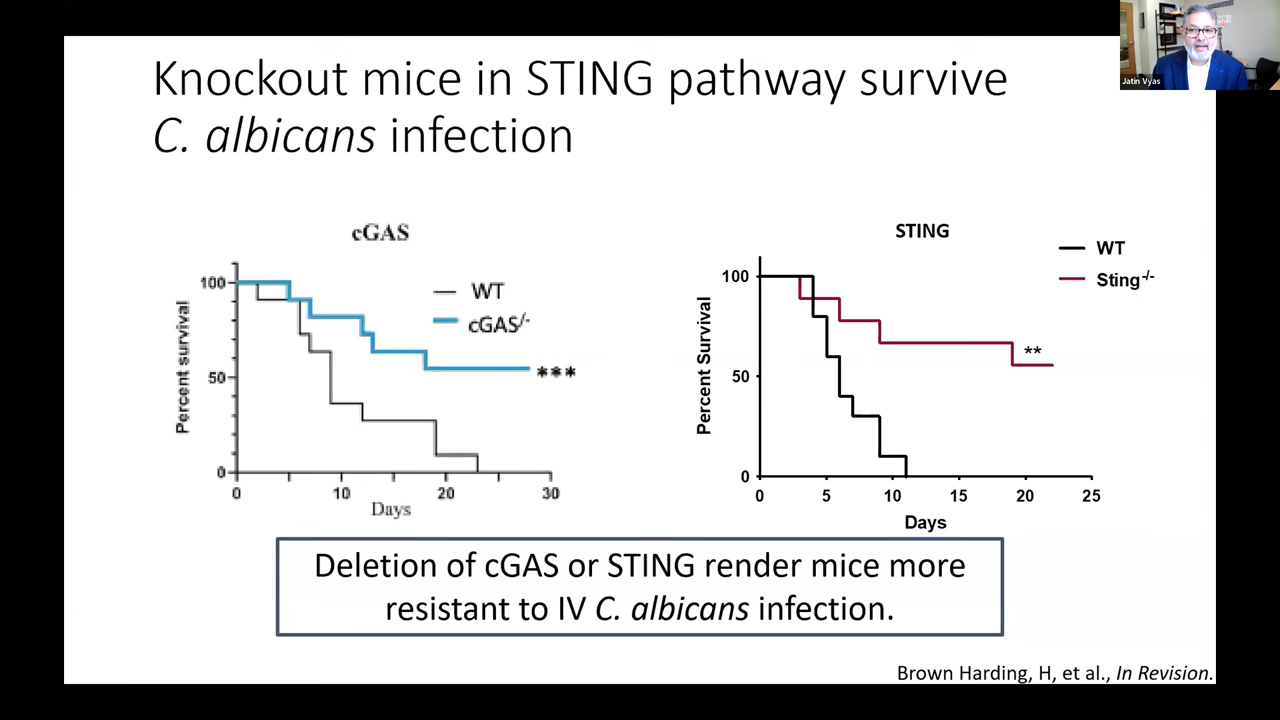 Knockout mice in STING pathway survive
C. albicans infection
Jatin Vyas
cGAS
100
50
0
Percent survival
0 10 20 30
Days
WT
cGAS/-
***
STING
100
50
0
Percent Survival
0 5 10 15 20 25
Days
WT
Sting-/-
**
Deletion of cGAS or STING render mice more
resistant to IV C. albicans infection.
Brown Harding, H, et al., In Revision.